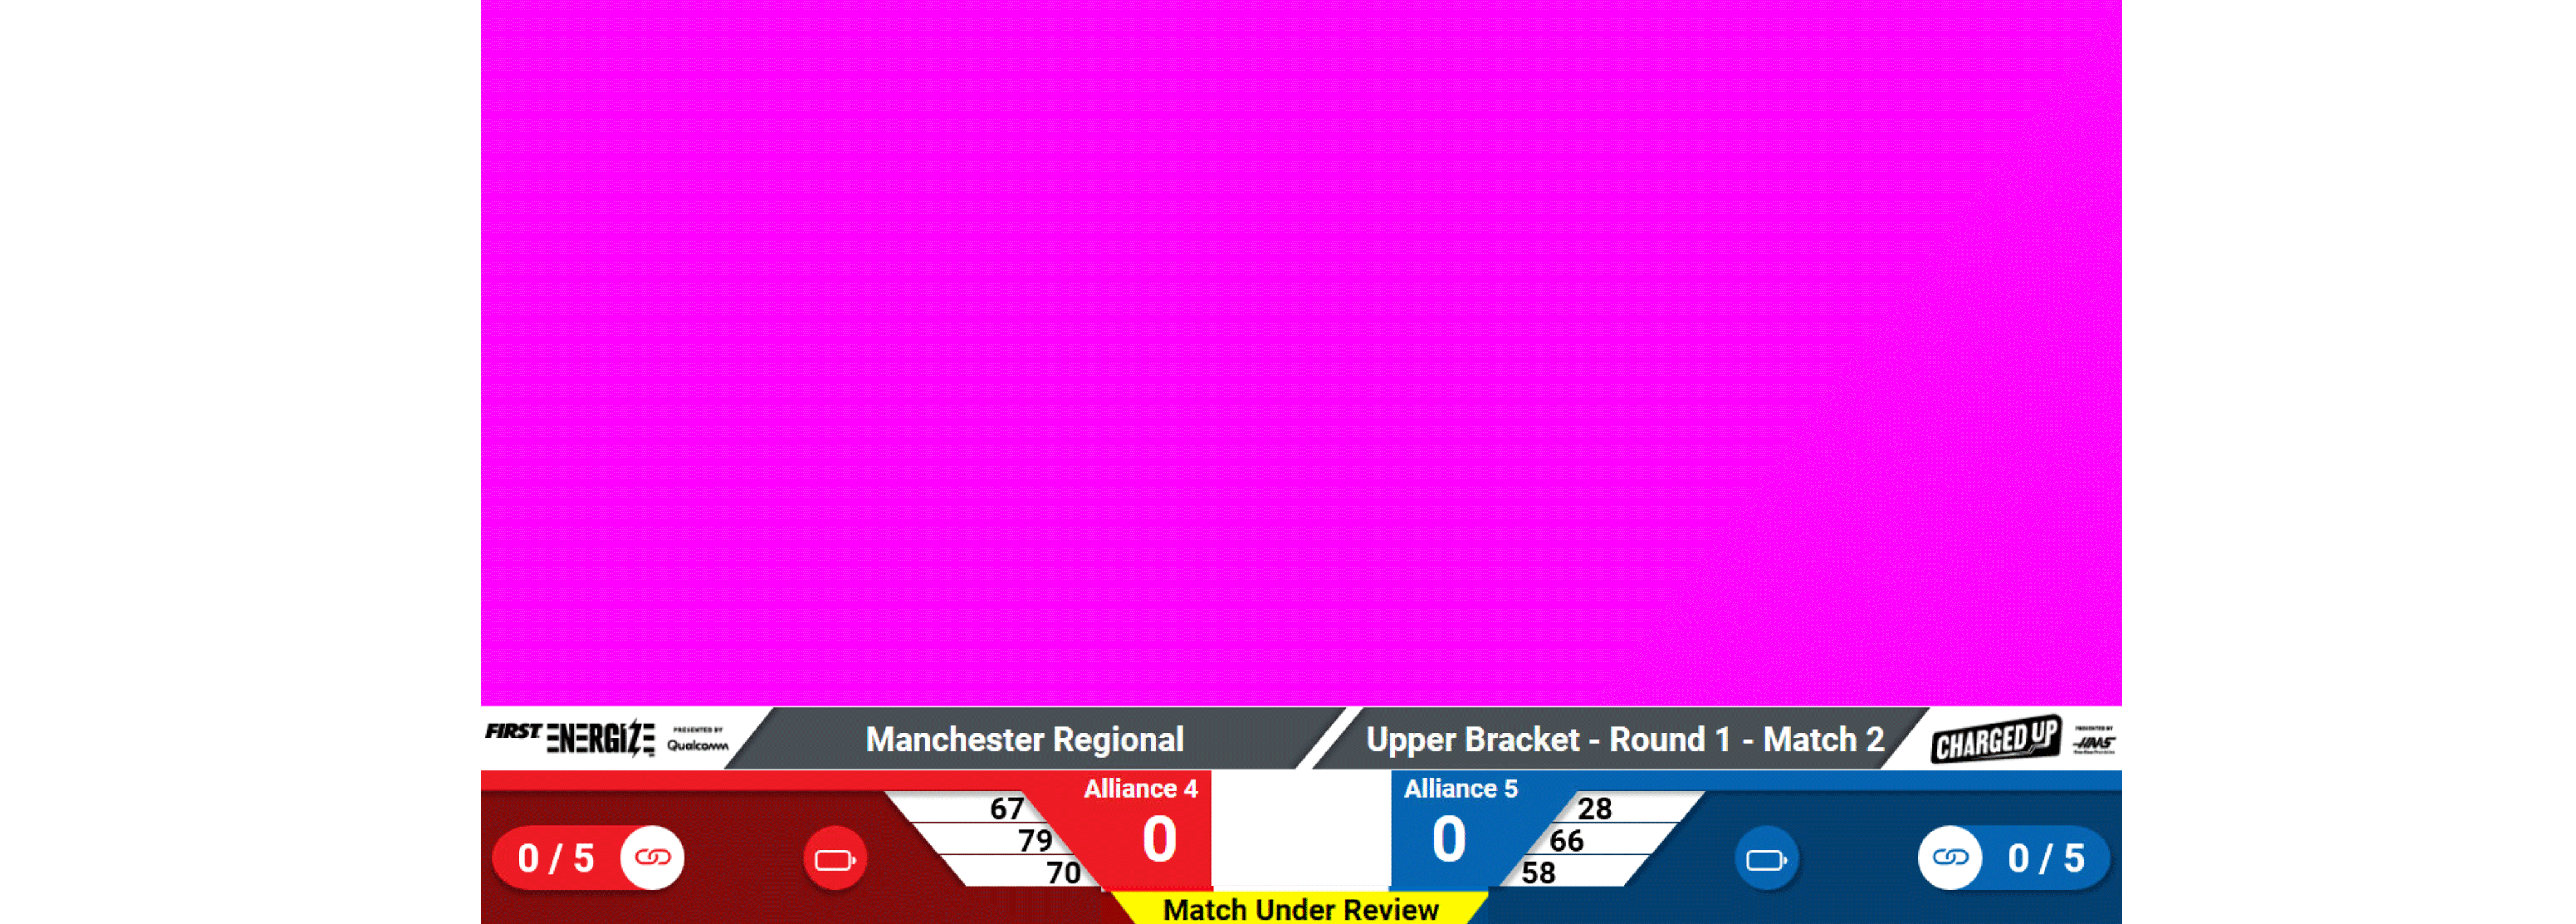 FIRST ENERGIZE PRESENTED BY Qualcomm
Manchester Regional
Upper Bracket - Round 1 - Match 2
CHARGED UP PRESENTED BY HAAS
Alliance 4
Alliance 5
67
79
70
0
0
28
66
58
0 / 5
0 / 5
Match Under Review